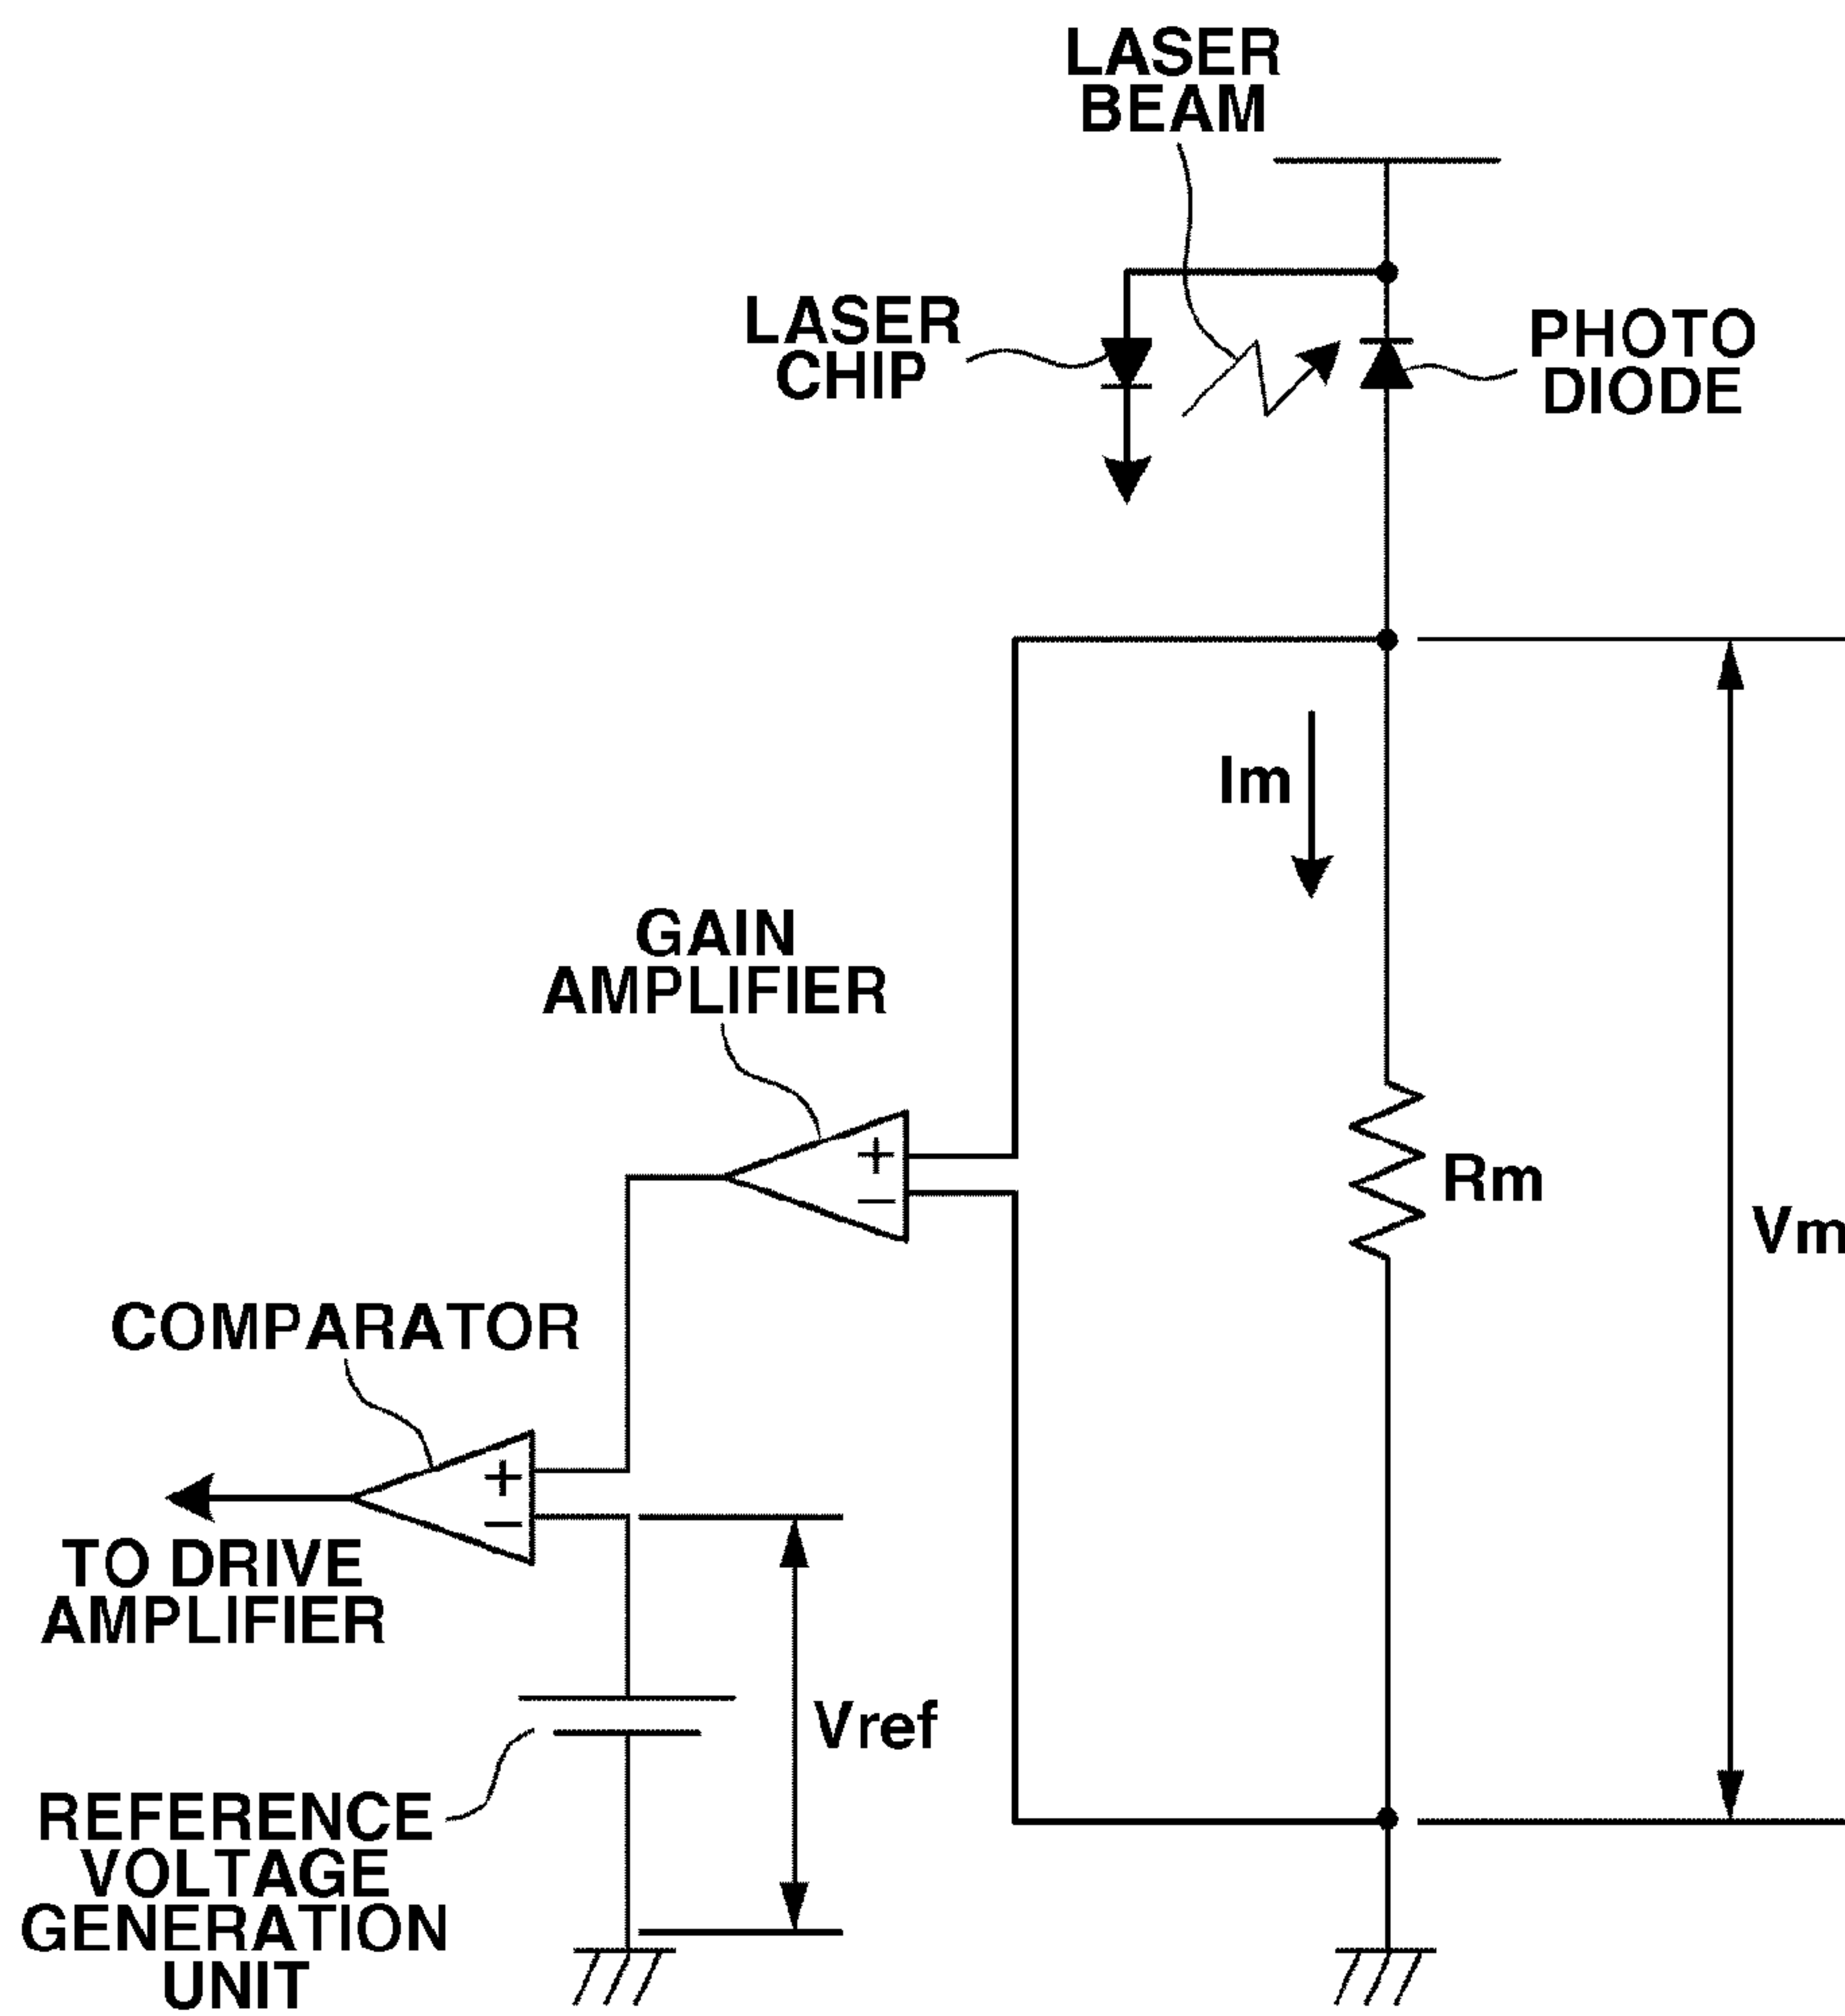 LASER
BEAM
LASER
CHIP
PHOTO
DIODE
Im
GAIN
AMPLIFIER
+
−
Rm
Vm
COMPARATOR
+
−
TO DRIVE
AMPLIFIER
Vref
REFERENCE
VOLTAGE
GENERATION
UNIT